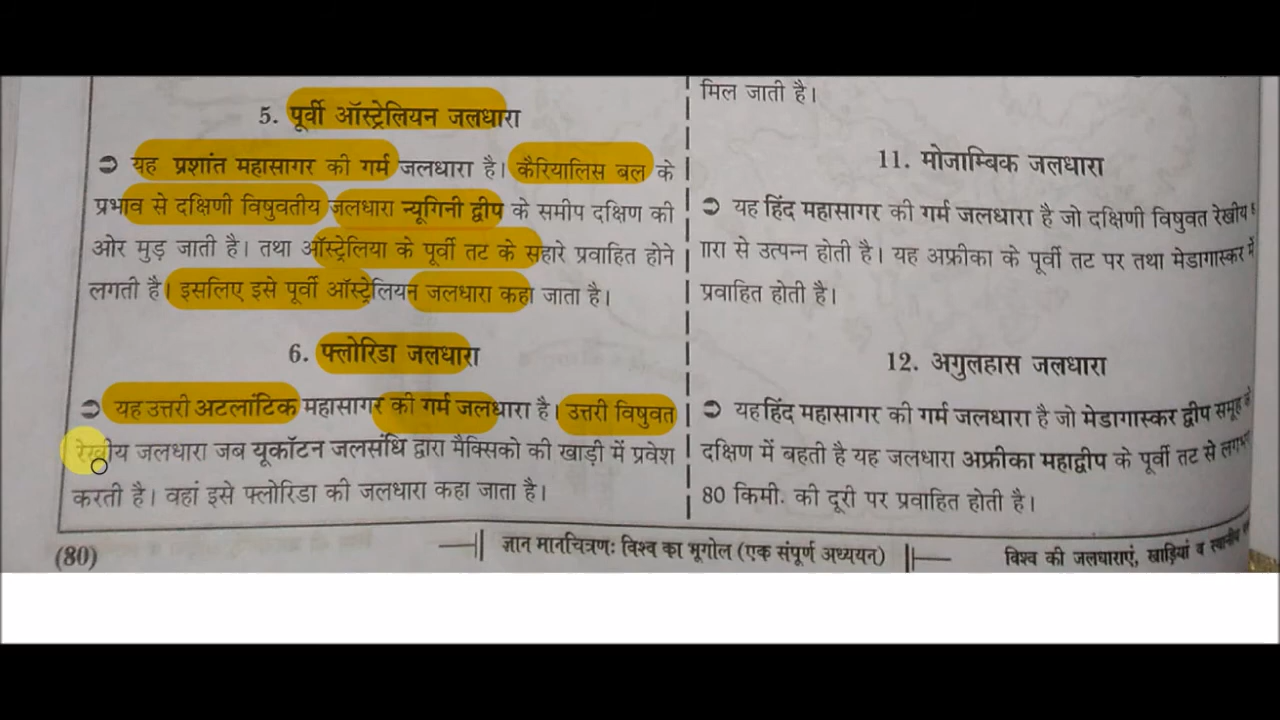 5. पूर्वी ऑस्ट्रेलियन जलधारा
➲ यह प्रशांत महासागर की गर्म जलधारा है। कैरियालिस बल के
प्रभाव से दक्षिणी विषुवतीय जलधारा न्यूगिनी द्वीप के समीप दक्षिण की
ओर मुड़ जाती है। तथा ऑस्ट्रेलिया के पूर्वी तट के सहारे प्रवाहित होने
लगती है। इसलिए इसे पूर्वी ऑस्ट्रेलियन जलधारा कहा जाता है।
6. फ्लोरिडा जलधारा
➲ यह उत्तरी अटलांटिक महासागर की गर्म जलधारा है। उत्तरी विषुवत
रेखीय जलधारा जब यूकॉटन जलसंधि द्वारा मैक्सिको की खाड़ी में प्रवेश
करती है। वहां इसे फ्लोरिडा की जलधारा कहा जाता है।
मिल जाती है।
11. मोजाम्बिक जलधारा
➲ यह हिंद महासागर की गर्म जलधारा है जो दक्षिणी विषुवत रेखीय ध
ारा से उत्पन्न होती है। यह अफ्रीका के पूर्वी तट पर तथा मेडागास्कर में
प्रवाहित होती है।
12. अगुलहास जलधारा
➲ यह हिंद महासागर की गर्म जलधारा है जो मेडागास्कर द्वीप समूह के
दक्षिण में बहती है यह जलधारा अफ्रीका महाद्वीप के पूर्वी तट से लगभग
80 किमी. की दूरी पर प्रवाहित होती है।
(80)
ज्ञान मानचित्रण: विश्व का भूगोल (एक संपूर्ण अध्ययन)
विश्व की जलधाराएं, खाड़ियां व स्थानीय